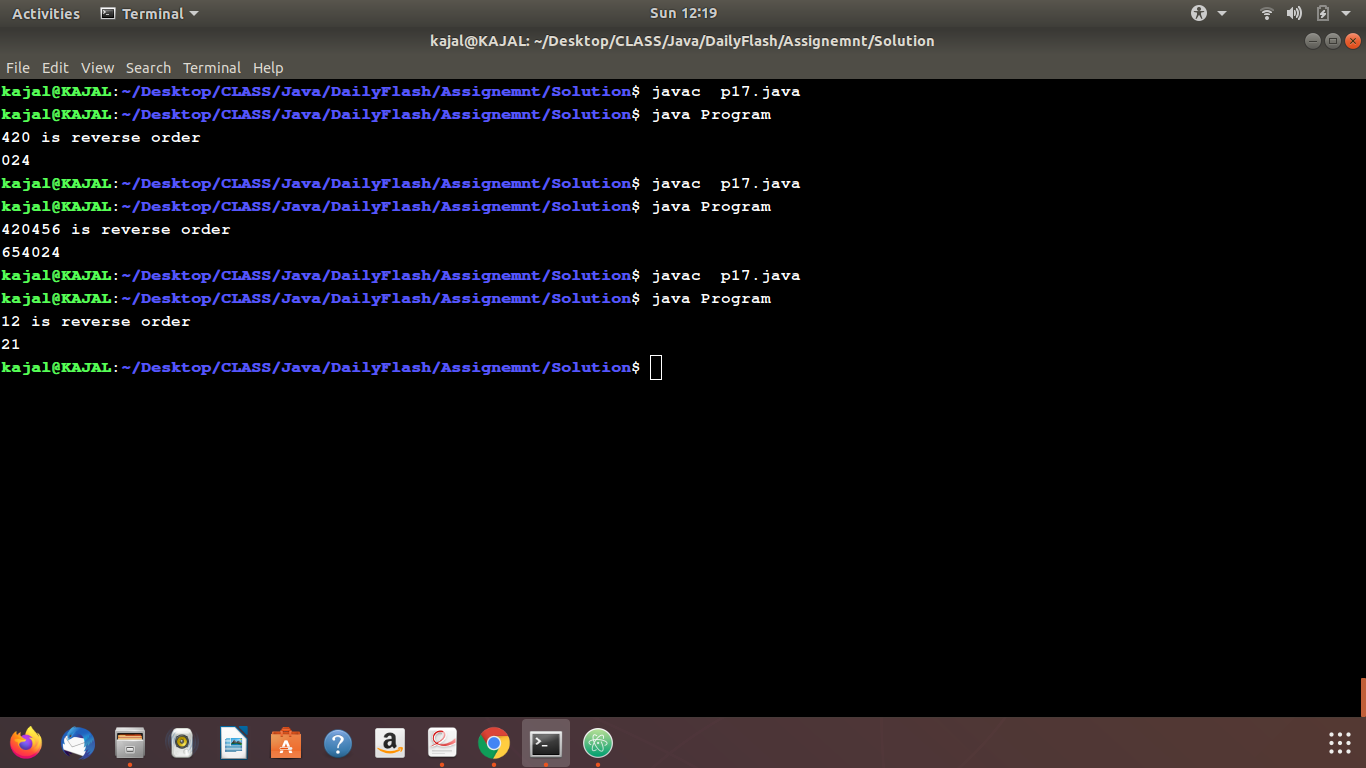 Activities Terminal Sun 12:19
kajal@KAJAL: ~/Desktop/CLASS/Java/DailyFlash/Assignemnt/Solution
File Edit View Search Terminal Help
kajal@KAJAL:~/Desktop/CLASS/Java/DailyFlash/Assignemnt/Solution$ javac  p17.java
kajal@KAJAL:~/Desktop/CLASS/Java/DailyFlash/Assignemnt/Solution$ java Program
420 is reverse order
024
kajal@KAJAL:~/Desktop/CLASS/Java/DailyFlash/Assignemnt/Solution$ javac  p17.java
kajal@KAJAL:~/Desktop/CLASS/Java/DailyFlash/Assignemnt/Solution$ java Program
420456 is reverse order
654024
kajal@KAJAL:~/Desktop/CLASS/Java/DailyFlash/Assignemnt/Solution$ javac  p17.java
kajal@KAJAL:~/Desktop/CLASS/Java/DailyFlash/Assignemnt/Solution$ java Program
12 is reverse order
21
kajal@KAJAL:~/Desktop/CLASS/Java/DailyFlash/Assignemnt/Solution$